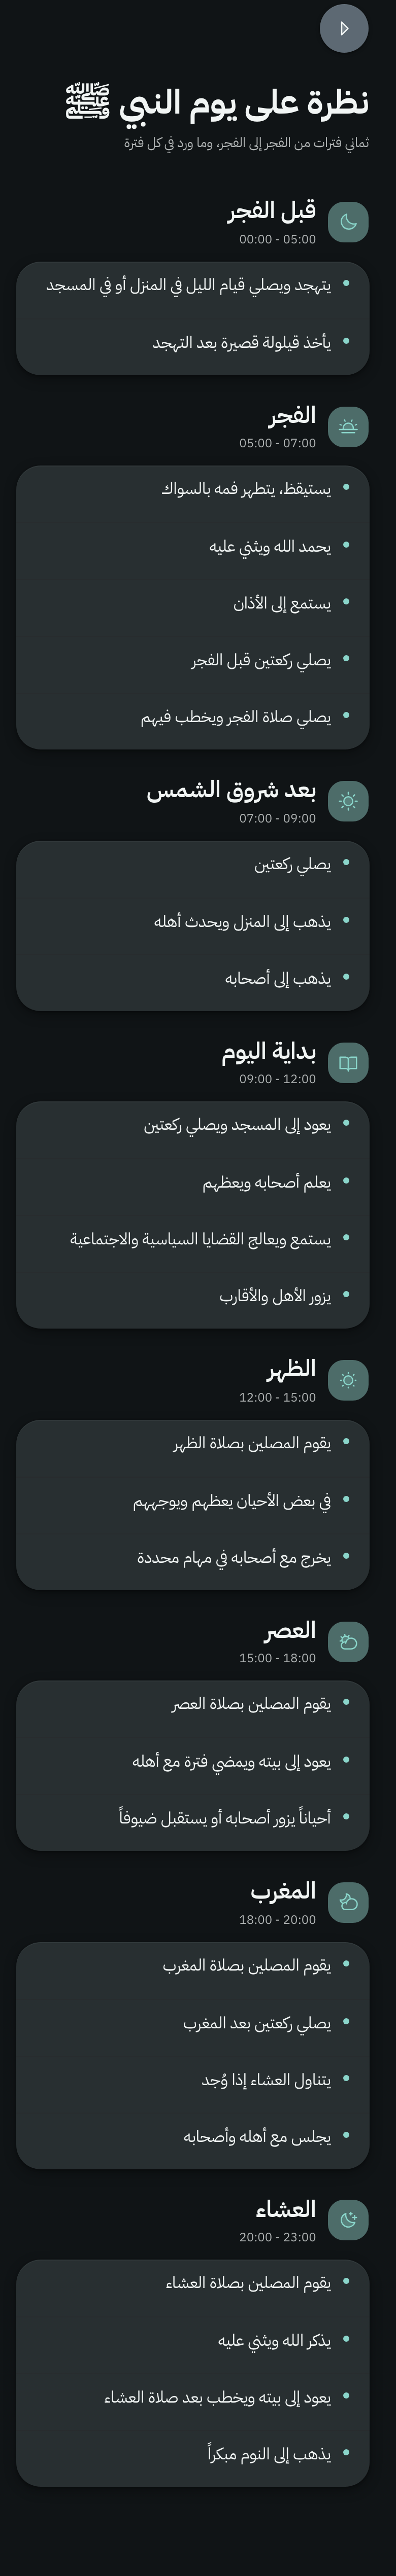 نظرة على يوم النبي ﷺ
ثماني فترات من الفجر إلى الفجر، وما ورد في كل فترة
قبل الفجر
00:00 - 05:00
يتهجد ويصلي قيام الليل في المنزل أو في المسجد
يأخذ قيلولة قصيرة بعد التهجد
الفجر
05:00 - 07:00
يستيقظ، يتطهر فمه بالسواك
يحمد الله ويثني عليه
يستمع إلى الأذان
يصلي ركعتين قبل الفجر
يصلي صلاة الفجر ويخطب فيهم
بعد شروق الشمس
07:00 - 09:00
يصلي ركعتين
يذهب إلى المنزل ويحدث أهله
يذهب إلى أصحابه
بداية اليوم
09:00 - 12:00
يعود إلى المسجد ويصلي ركعتين
يعلم أصحابه ويعظهم
يستمع ويعالج القضايا السياسية والاجتماعية
يزور الأهل والأقارب
الظهر
12:00 - 15:00
يقوم المصلين بصلاة الظهر
في بعض الأحيان يعظهم ويوجههم
يخرج مع أصحابه في مهام محددة
العصر
15:00 - 18:00
يقوم المصلين بصلاة العصر
يعود إلى بيته ويمضي فترة مع أهله
أحياناً يزور أصحابه أو يستقبل ضيوفاً
المغرب
18:00 - 20:00
يقوم المصلين بصلاة المغرب
يصلي ركعتين بعد المغرب
يتناول العشاء إذا وُجد
يجلس مع أهله وأصحابه
العشاء
20:00 - 23:00
يقوم المصلين بصلاة العشاء
يذكر الله ويثني عليه
يعود إلى بيته ويخطب بعد صلاة العشاء
يذهب إلى النوم مبكراً